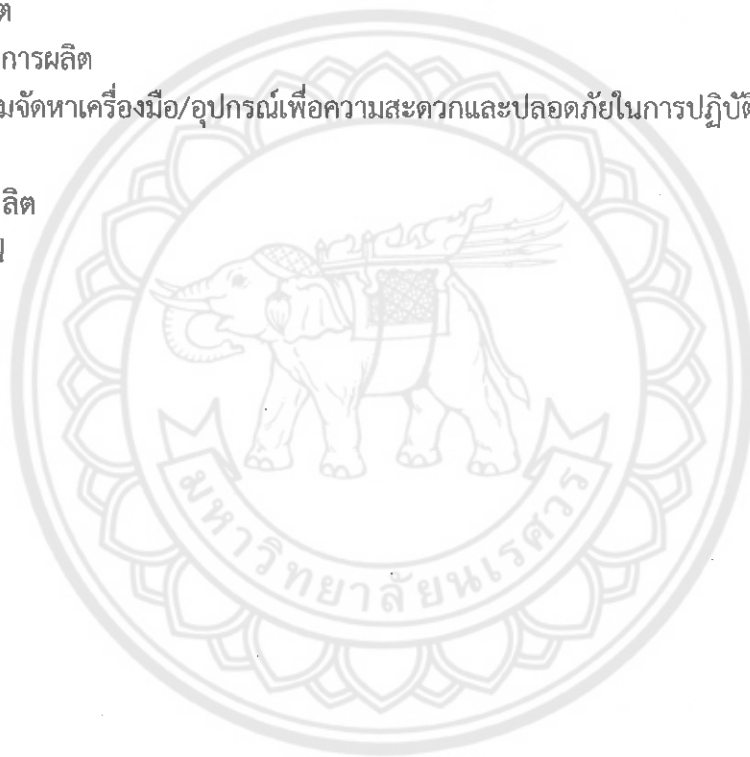 ต
การผลิต
มจัดหาเครื่องมือ/อุปกรณ์เพื่อความสะดวกและปลอดภัยในการปฏิบัติ
ลิต
มหาวิทยาลัยนเรศวร